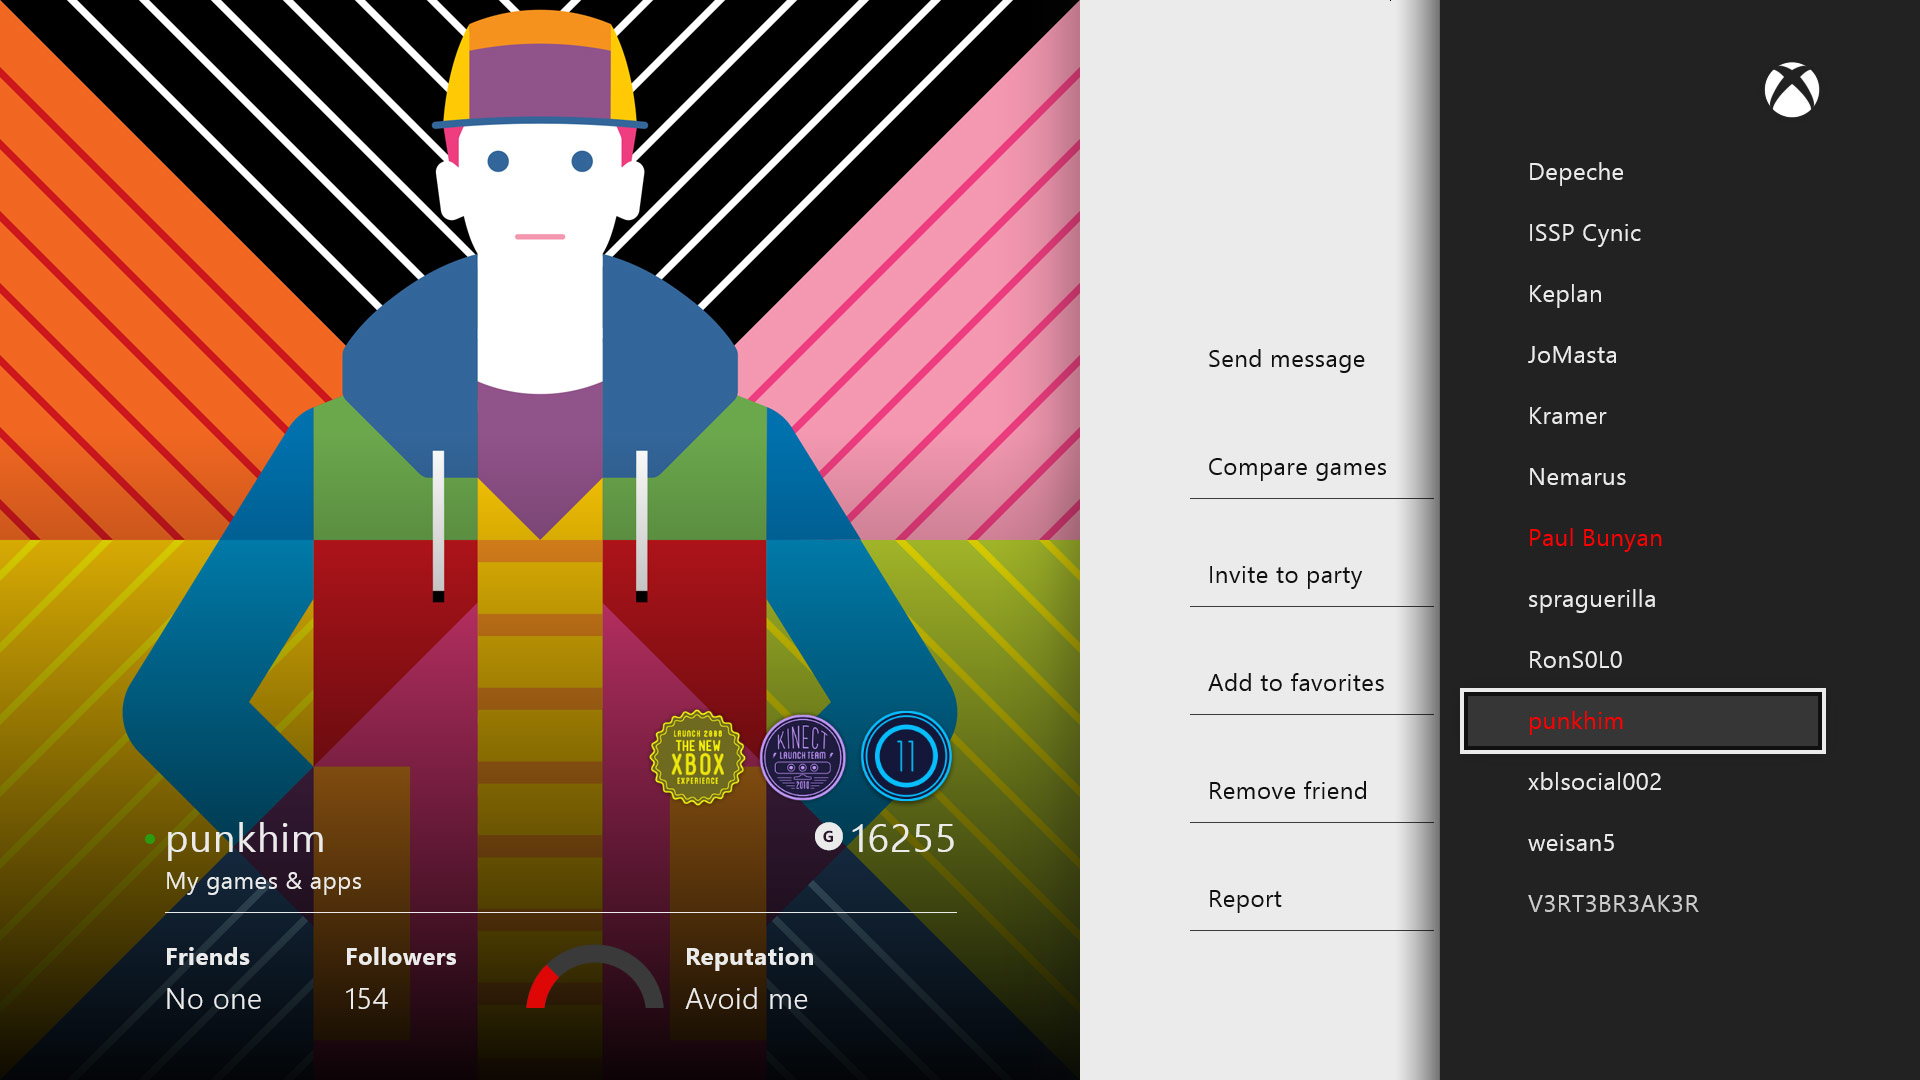 LAUNCH 2008
THE NEW
XBOX
EXPERIENCE
KINECT
LAUNCH TEAM
2010
11
punkhim
G 16255
My games & apps
Friends
No one
Followers
154
Reputation
Avoid me
Send message
Compare games
Invite to party
Add to favorites
Remove friend
Report
Depeche
ISSP Cynic
Keplan
JoMasta
Kramer
Nemarus
Paul Bunyan
spraguerilla
RonS0L0
punkhim
xblsocial002
weisan5
V3RT3BR3AK3R